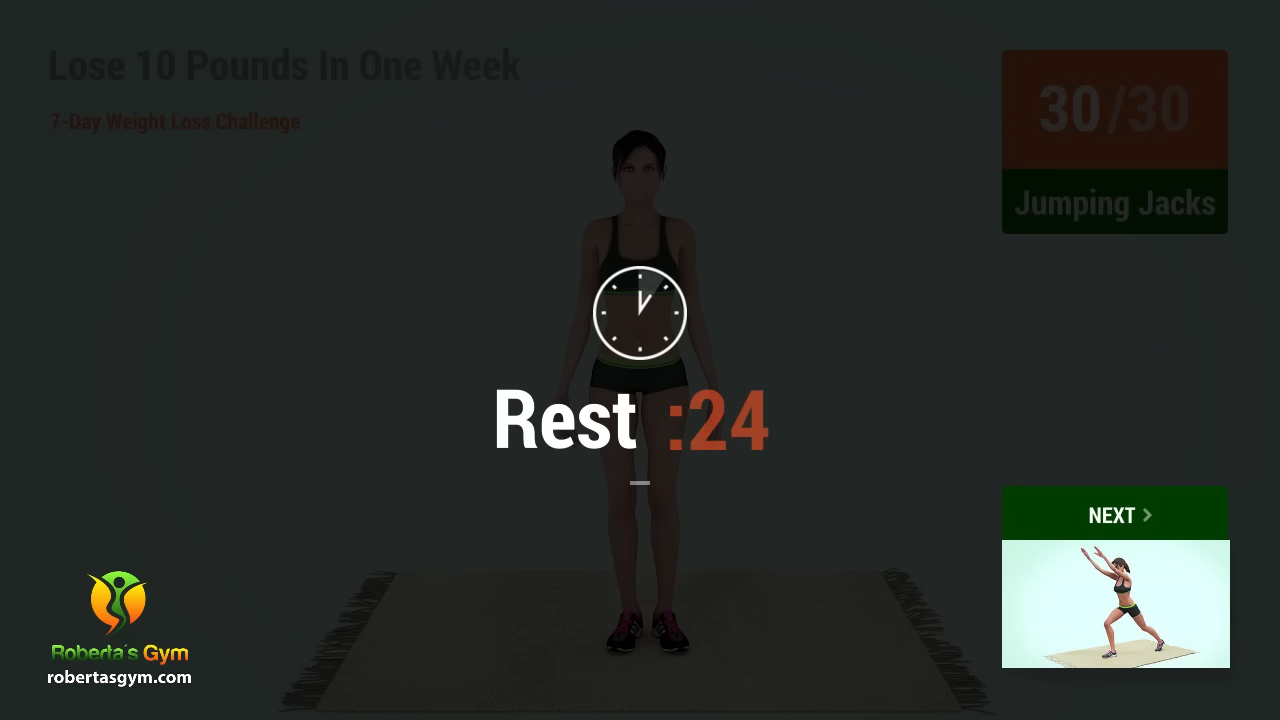 Lose 10 Pounds In One Week
7-Day Weight Loss Challenge
30/30
Jumping Jacks
Rest :24
NEXT >
Roberta's Gym
robertasgym.com